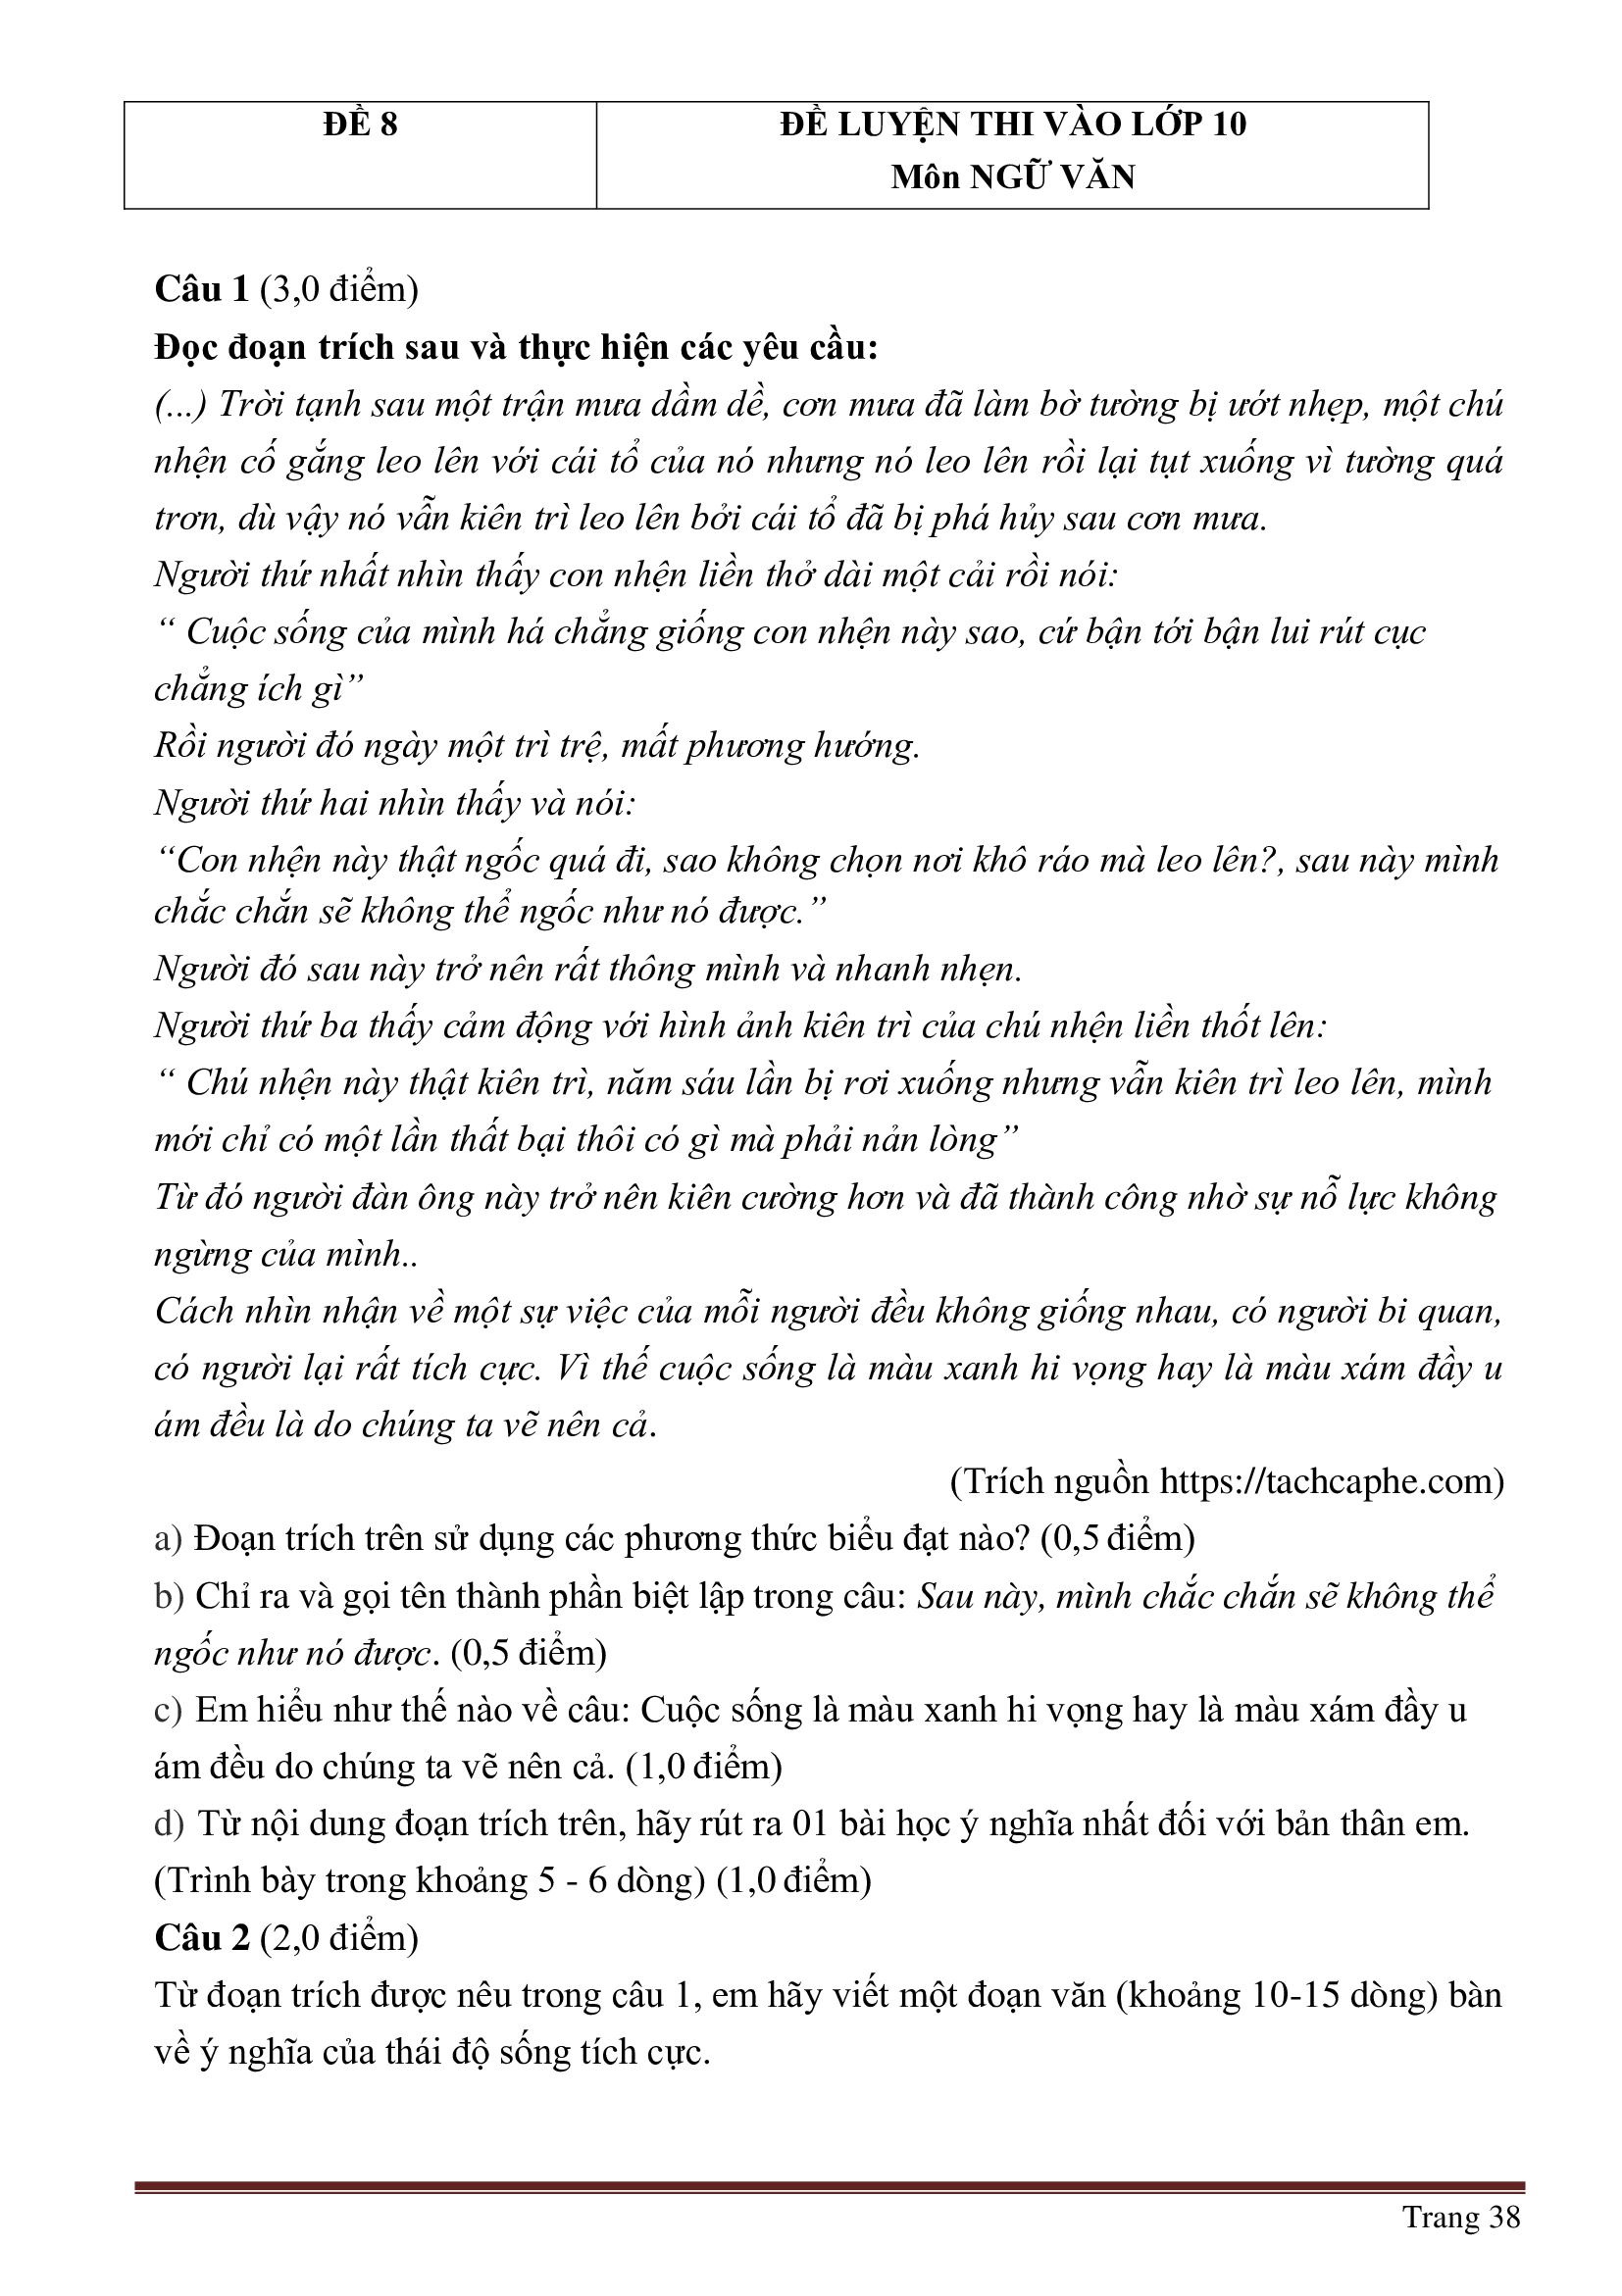 ĐỀ 8
ĐỀ LUYỆN THI VÀO LỚP 10
Môn NGỮ VĂN
Câu 1 (3,0 điểm)
Đọc đoạn trích sau và thực hiện các yêu cầu:
(...) Trời tạnh sau một trận mưa dầm dề, cơn mưa đã làm bờ tường bị ướt nhẹp, một chú
nhện cố gắng leo lên với cái tổ của nó nhưng nó leo lên rồi lại tụt xuống vì tường quá
trơn, dù vậy nó vẫn kiên trì leo lên bởi cái tổ đã bị phá hủy sau cơn mưa.
Người thứ nhất nhìn thấy con nhện liền thở dài một cải rồi nói:
“ Cuộc sống của mình há chẳng giống con nhện này sao, cứ bận tới bận lui rút cục
chẳng ích gì”
Rồi người đó ngày một trì trệ, mất phương hướng.
Người thứ hai nhìn thấy và nói:
“Con nhện này thật ngốc quá đi, sao không chọn nơi khô ráo mà leo lên?, sau này mình
chắc chắn sẽ không thể ngốc như nó được.”
Người đó sau này trở nên rất thông mình và nhanh nhẹn.
Người thứ ba thấy cảm động với hình ảnh kiên trì của chú nhện liền thốt lên:
“ Chú nhện này thật kiên trì, năm sáu lần bị rơi xuống nhưng vẫn kiên trì leo lên, mình
mới chỉ có một lần thất bại thôi có gì mà phải nản lòng”
Từ đó người đàn ông này trở nên kiên cường hơn và đã thành công nhờ sự nỗ lực không
ngừng của mình..
Cách nhìn nhận về một sự việc của mỗi người đều không giống nhau, có người bi quan,
có người lại rất tích cực. Vì thế cuộc sống là màu xanh hi vọng hay là màu xám đầy u
ám đều là do chúng ta vẽ nên cả.
(Trích nguồn https://tachcaphe.com)
a) Đoạn trích trên sử dụng các phương thức biểu đạt nào? (0,5 điểm)
b) Chỉ ra và gọi tên thành phần biệt lập trong câu: Sau này, mình chắc chắn sẽ không thể
ngốc như nó được. (0,5 điểm)
c) Em hiểu như thế nào về câu: Cuộc sống là màu xanh hi vọng hay là màu xám đầy u
ám đều do chúng ta vẽ nên cả. (1,0 điểm)
d) Từ nội dung đoạn trích trên, hãy rút ra 01 bài học ý nghĩa nhất đối với bản thân em.
(Trình bày trong khoảng 5 - 6 dòng) (1,0 điểm)
Câu 2 (2,0 điểm)
Từ đoạn trích được nêu trong câu 1, em hãy viết một đoạn văn (khoảng 10-15 dòng) bàn
về ý nghĩa của thái độ sống tích cực.
Trang 38